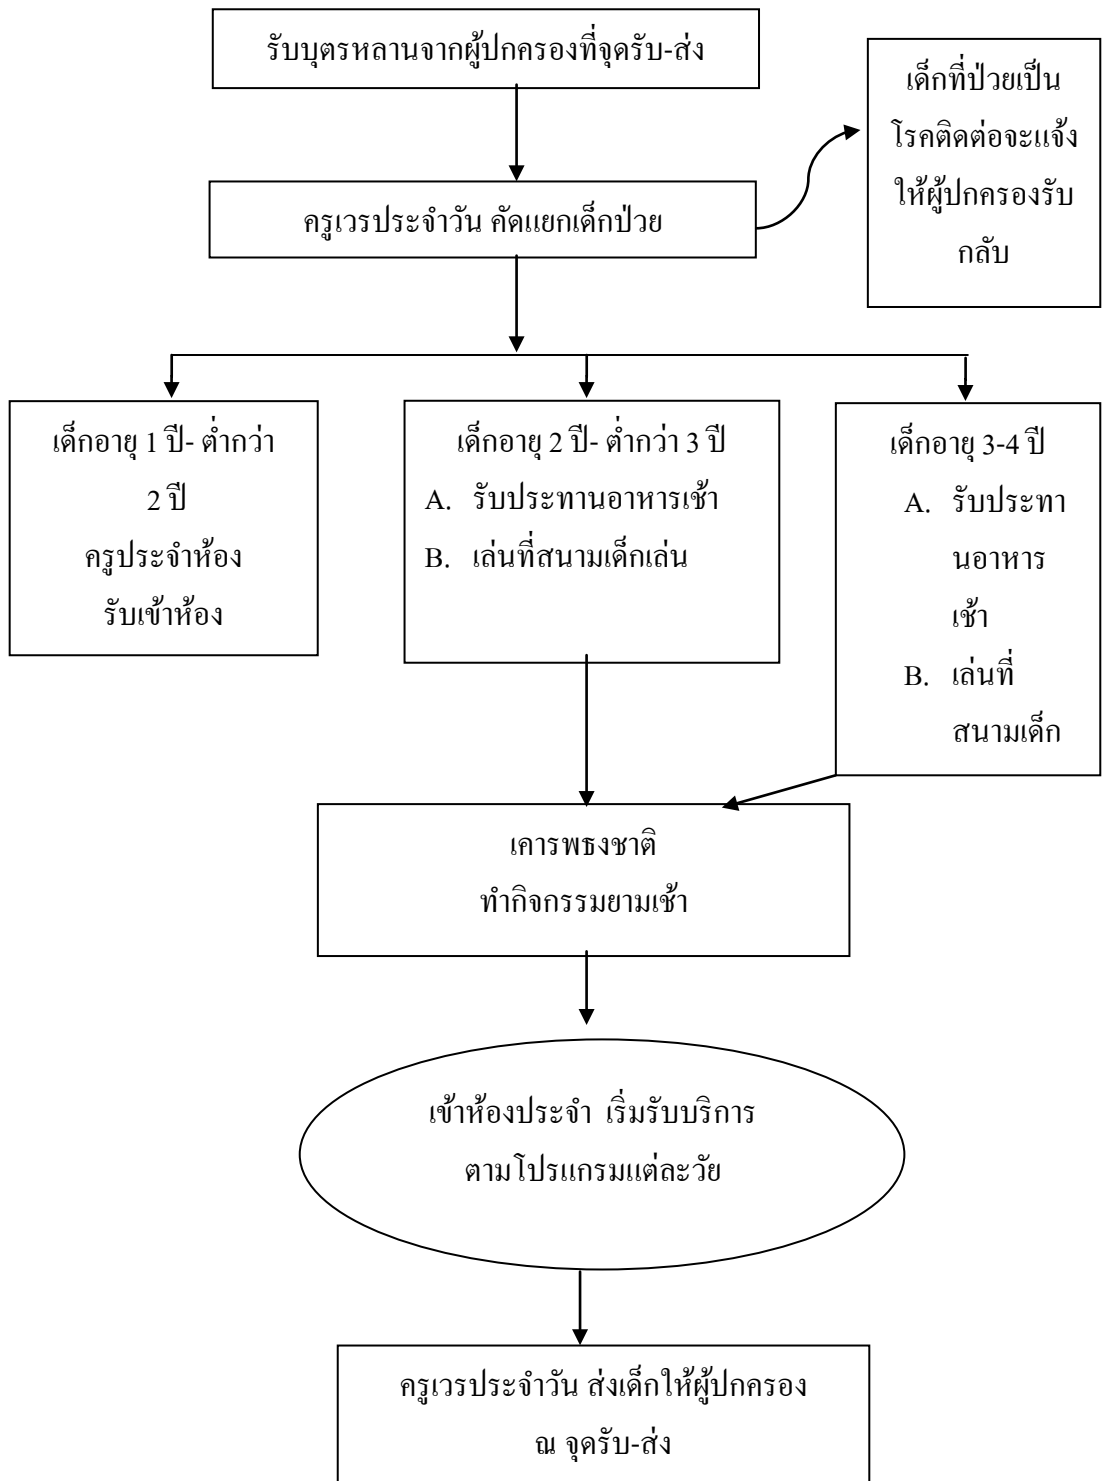 รับบุตรหลานจากผู้ปกครองที่จุดรับ-ส่ง
เด็กที่ป่วยเป็น
โรคติดต่อจะแจ้ง
ให้ผู้ปกครองรับ
กลับ
ครูเวรประจำวัน คัดแยกเด็กป่วย
เด็กอายุ 1 ปี- ต่ำกว่า
2 ปี
ครูประจำห้อง
รับเข้าห้อง
เด็กอายุ 2 ปี- ต่ำกว่า 3 ปี
A. รับประทานอาหารเช้า
B. เล่นที่สนามเด็กเล่น
เด็กอายุ 3-4 ปี
A. รับประทา
นอาหาร
เช้า
B. เล่นที่
สนามเด็ก
เคารพธงชาติ
ทำกิจกรรมยามเช้า
เข้าห้องประจำ เริ่มรับบริการ
ตามโปรแกรมแต่ละวัย
ครูเวรประจำวัน ส่งเด็กให้ผู้ปกครอง
ณ จุดรับ-ส่ง